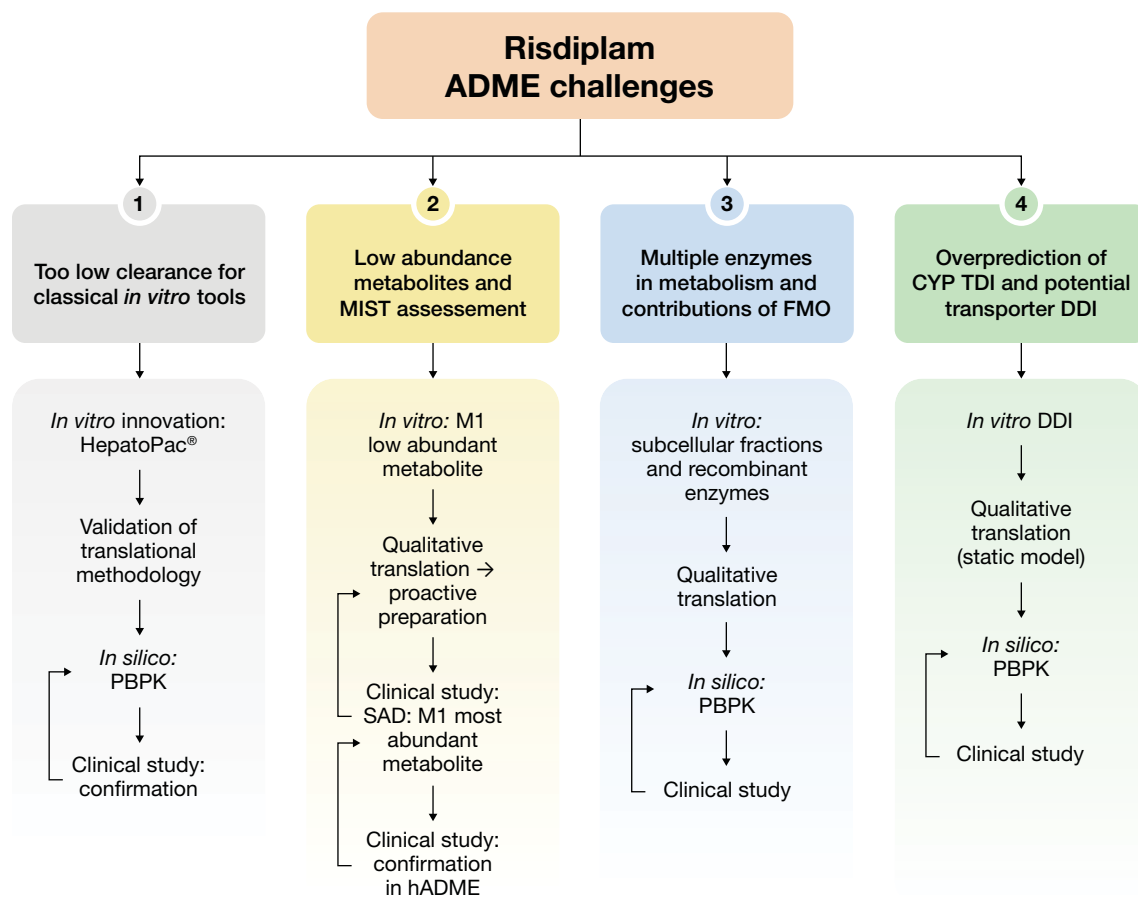 Risdiplam
ADME challenges
1
Too low clearance for
classical in vitro tools
In vitro innovation:
HepatoPac®
Validation of
translational
methodology
In silico:
PBPK
Clinical study:
confirmation
2
Low abundance
metabolites and
MIST assessement
In vitro: M1
low abundant
metabolite
Qualitative
translation →
proactive
preparation
Clinical study:
SAD: M1 most
abundant
metabolite
Clinical study:
confirmation
in hADME
3
Multiple enzymes
in metabolism and
contributions of FMO
In vitro:
subcellular fractions
and recombinant
enzymes
Qualitative
translation
In silico:
PBPK
Clinical study
4
Overprediction of
CYP TDI and potential
transporter DDI
In vitro DDI
Qualitative
translation
(static model)
In silico:
PBPK
Clinical study